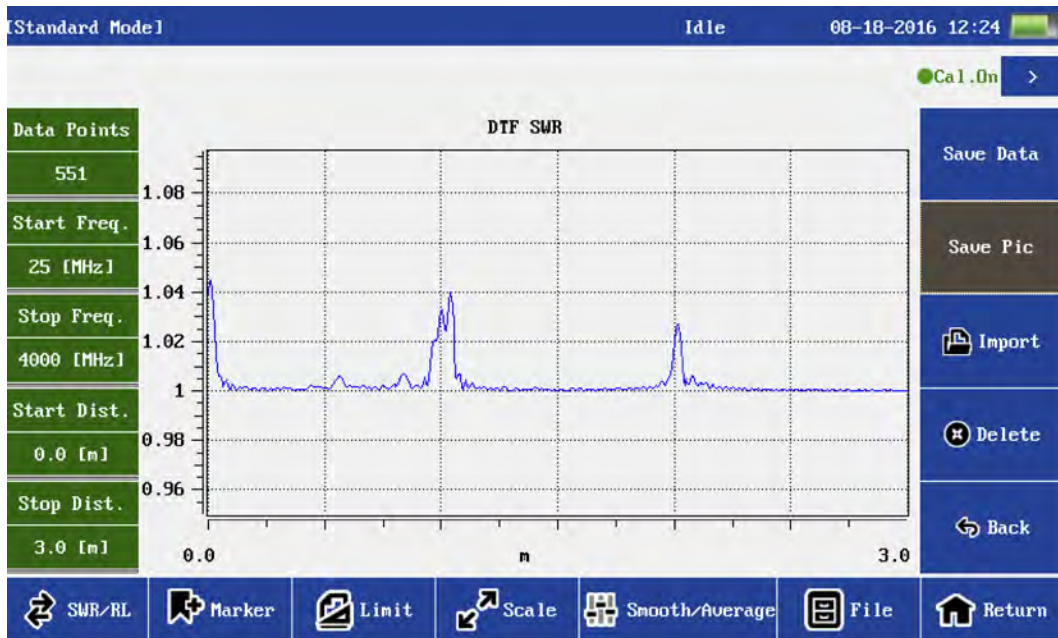 [Standard Mode]
Idle
08-18-2016 12:24
Cal.On
>
Data Points
551
Start Freq.
25 [MHz]
Stop Freq.
4000 [MHz]
Start Dist.
0.0 [m]
Stop Dist.
3.0 [m]
DTF SWR
1.08
1.06
1.04
1.02
1
0.98
0.96
0.0
m
3.0
Save Data
Save Pic
Import
Delete
Back
SWR/RL
Marker
Limit
Scale
Smooth/Average
File
Return